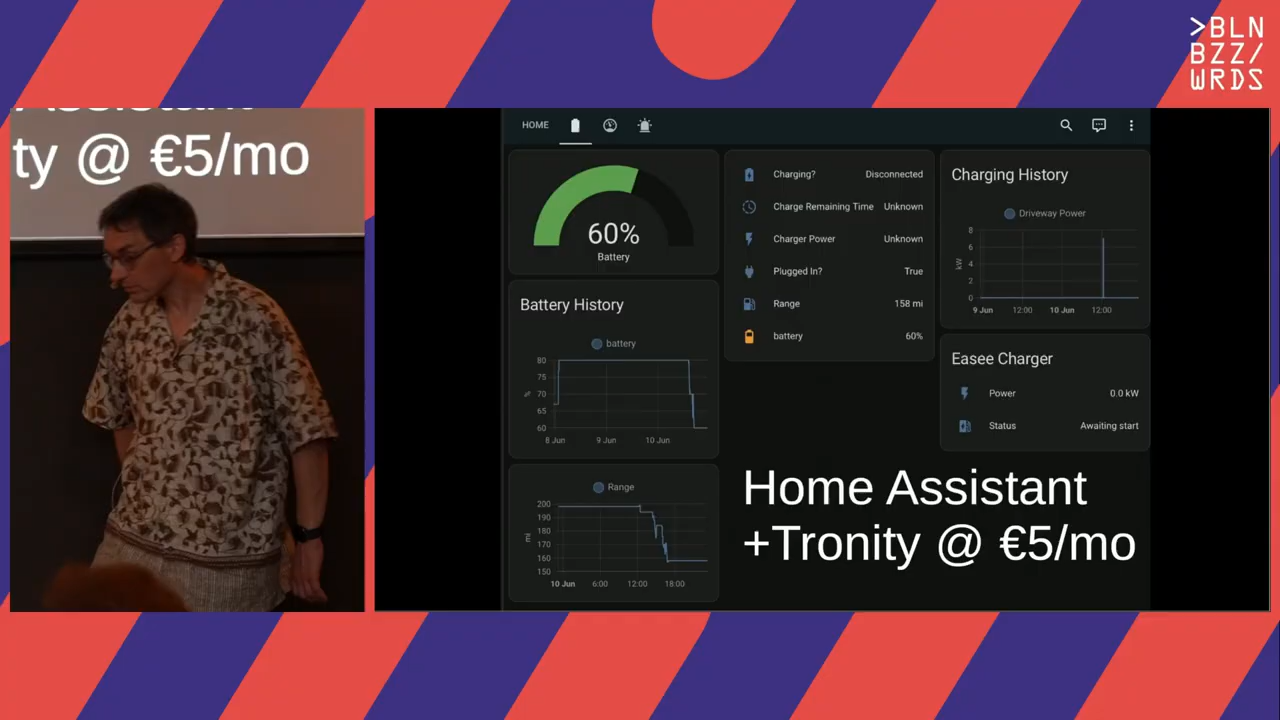 >BLN
BZZ/
WRDS
ty @ €5/mo
HOME
60%
Battery
Battery History
battery
80
75
70
65
60
%
8 Jun 9 Jun 10 Jun
Range
200
190
180
170
160
150
mi
10 Jun 6:00 12:00 18:00
Charging? Disconnected
Charge Remaining Time Unknown
Charger Power Unknown
Plugged In? True
Range 158 mi
battery 60%
Charging History
Driveway Power
8
6
4
2
0
kW
9 Jun 12:00 10 Jun 12:00
Easee Charger
Power 0.0 kW
Status Awaiting start
Home Assistant
+Tronity @ €5/mo